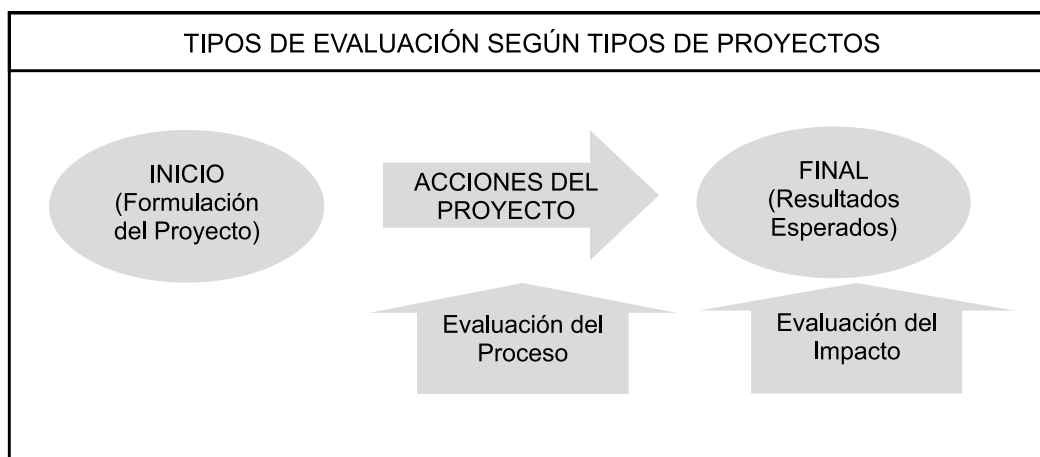 TIPOS DE EVALUACIÓN SEGÚN TIPOS DE PROYECTOS
INICIO
(Formulación
del Proyecto)
ACCIONES DEL
PROYECTO
FINAL
(Resultados
Esperados)
Evaluación del
Proceso
Evaluación del
Impacto